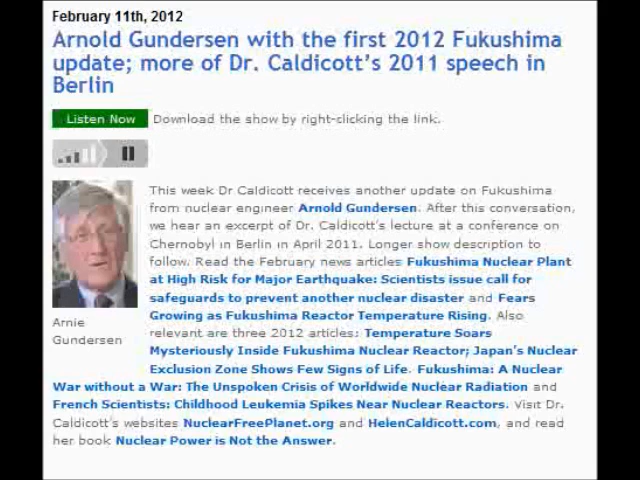 February 11th, 2012
Arnold Gundersen with the first 2012 Fukushima
update; more of Dr. Caldicott's 2011 speech in
Berlin
Listen Now Download the show by right-clicking the link.
This week Dr Caldicott receives another update on Fukushima
from nuclear engineer Arnold Gundersen. After this conversation,
we hear an excerpt of Dr. Caldicott's lecture at a conference on
Chernobyl in Berlin in April 2011. Longer show description to
follow. Read the February news articles Fukushima Nuclear Plant
at High Risk for Major Earthquake: Scientists issue call for
safeguards to prevent another nuclear disaster and Fears
Growing as Fukushima Reactor Temperature Rising. Also
relevant are three 2012 articles: Temperature Soars
Mysteriously Inside Fukushima Nuclear Reactor; Japan's Nuclear
Exclusion Zone Shows Few Signs of Life. Fukushima: A Nuclear
War without a War: The Unspoken Crisis of Worldwide Nuclear Radiation and
French Scientists: Childhood Leukemia Spikes Near Nuclear Reactors. Visit Dr.
Caldicott's websites NuclearFreePlanet.org and HelenCaldicott.com, and read
her book Nuclear Power is Not the Answer.
Arnie
Gundersen